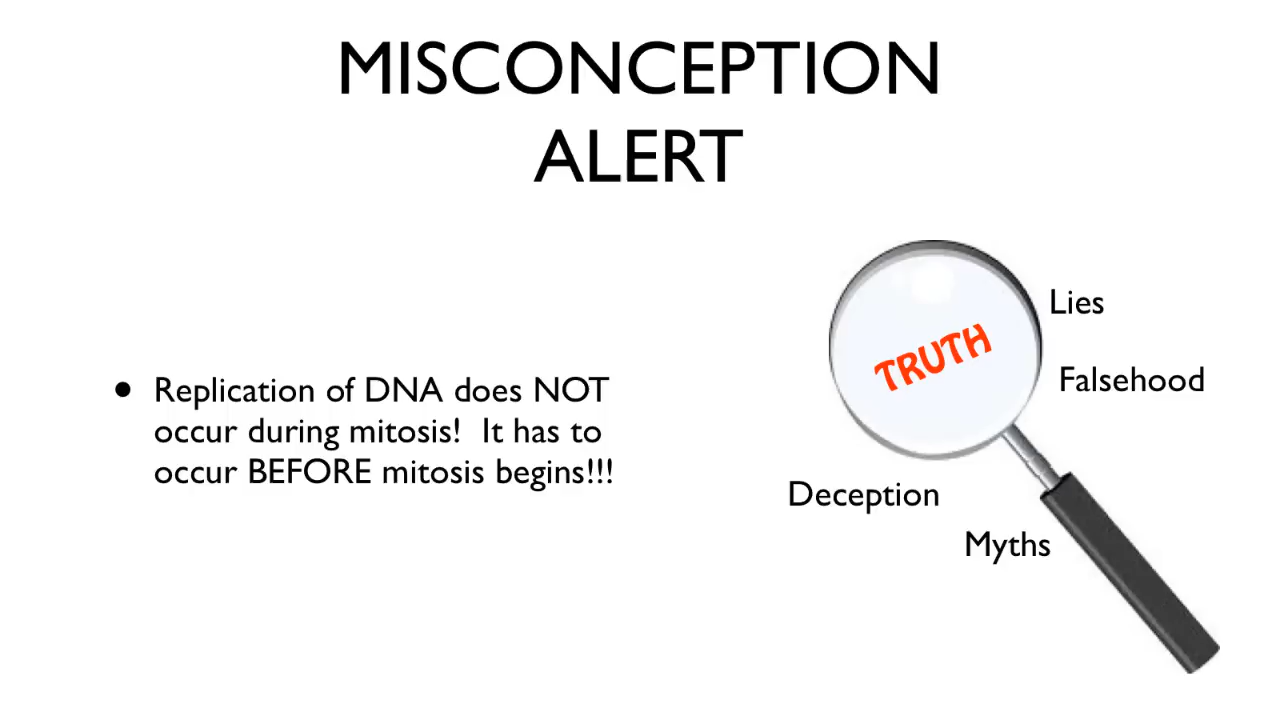 MISCONCEPTION
ALERT
• Replication of DNA does NOT
occur during mitosis!  It has to
occur BEFORE mitosis begins!!!
TRUTH
Lies
Falsehood
Deception
Myths